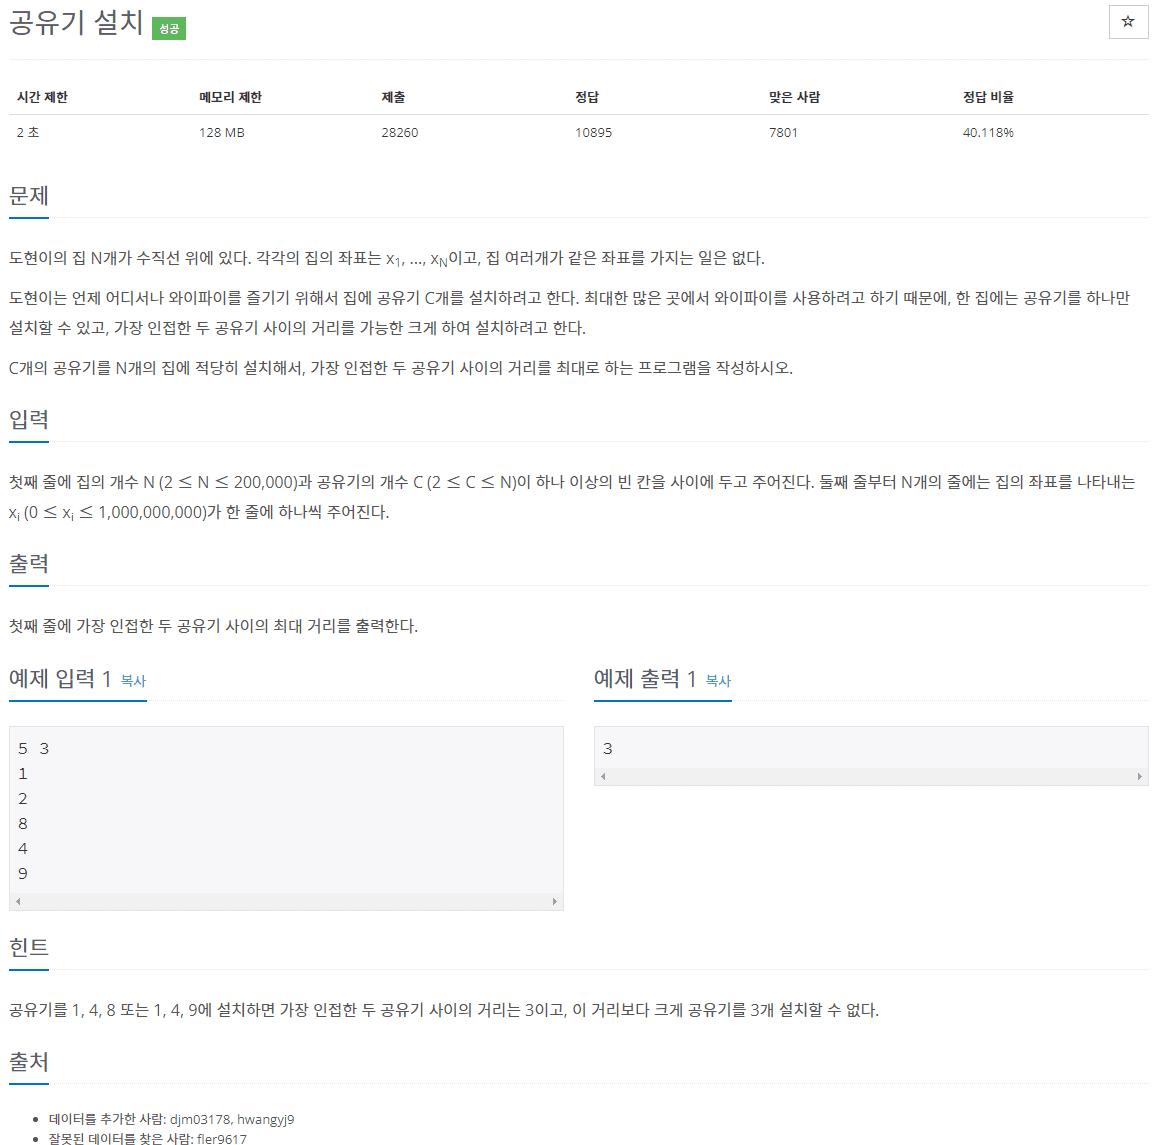 공유기 설치 성공
☆
시간 제한 메모리 제한 제출 정답 맞은 사람 정답 비율
2 초 128 MB 28260 10895 7801 40.118%
문제
도현이의 집 N개가 수직선 위에 있다. 각각의 집의 좌표는 x1, ..., xN이고, 집 여러개가 같은 좌표를 가지는 일은 없다.
도현이는 언제 어디서나 와이파이를 즐기기 위해서 집에 공유기 C개를 설치하려고 한다. 최대한 많은 곳에서 와이파이를 사용하려고 하기 때문에, 한 집에는 공유기를 하나만
설치할 수 있고, 가장 인접한 두 공유기 사이의 거리를 가능한 크게 하여 설치하려고 한다.
C개의 공유기를 N개의 집에 적당히 설치해서, 가장 인접한 두 공유기 사이의 거리를 최대로 하는 프로그램을 작성하시오.
입력
첫째 줄에 집의 개수 N (2 ≤ N ≤ 200,000)과 공유기의 개수 C (2 ≤ C ≤ N)이 하나 이상의 빈 칸을 사이에 두고 주어진다. 둘째 줄부터 N개의 줄에는 집의 좌표를 나타내는
xi (0 ≤ xi ≤ 1,000,000,000)가 한 줄에 하나씩 주어진다.
출력
첫째 줄에 가장 인접한 두 공유기 사이의 최대 거리를 출력한다.
예제 입력 1 복사
5 3
1
2
8
4
9
예제 출력 1 복사
3
힌트
공유기를 1, 4, 8 또는 1, 4, 9에 설치하면 가장 인접한 두 공유기 사이의 거리는 3이고, 이 거리보다 크게 공유기를 3개 설치할 수 없다.
출처
• 데이터를 추가한 사람: djm03178, hwangyj9
• 잘못된 데이터를 찾은 사람: fler9617